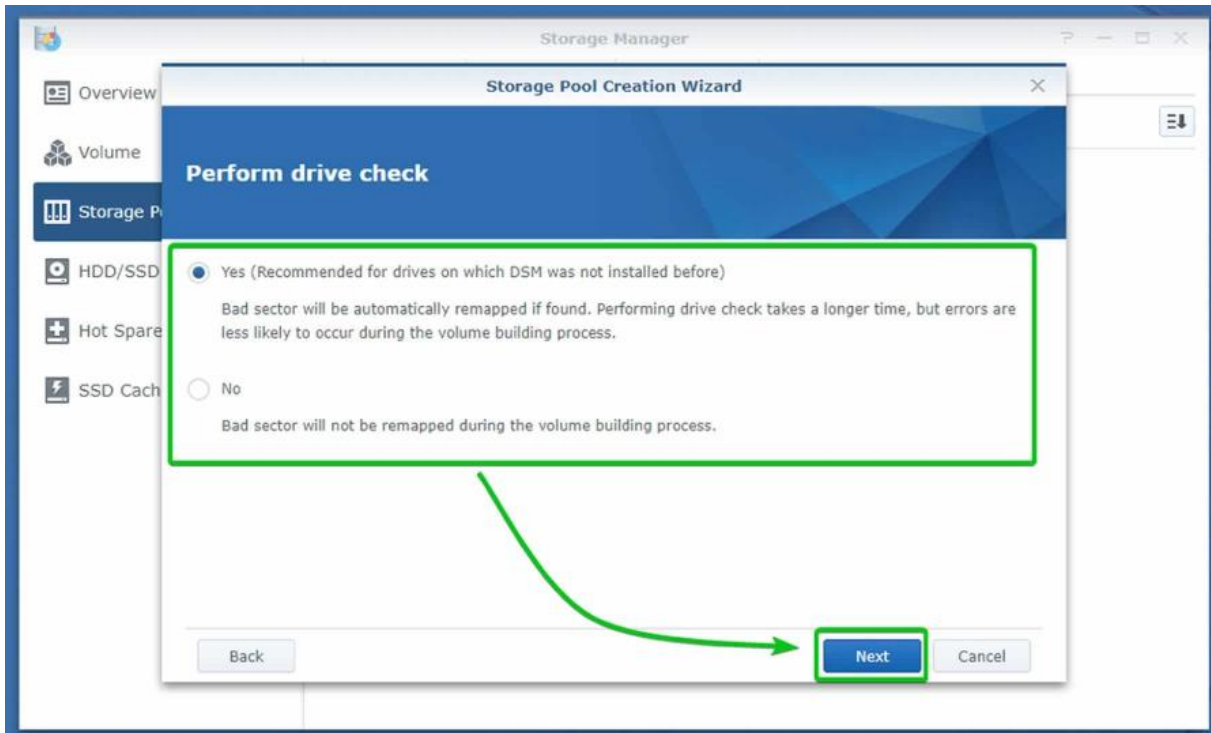 Storage Manager
Storage Pool Creation Wizard
Overview
Volume
Perform drive check
Storage
HDD/SSD
Yes (Recommended for drives on which DSM was not installed before)
Bad sector will be automatically remapped if found. Performing drive check takes a longer time, but errors are
less likely to occur during the volume building process.
Hot Spare
SSD Cach
No
Bad sector will not be remapped during the volume building process.
Back
Next
Cancel